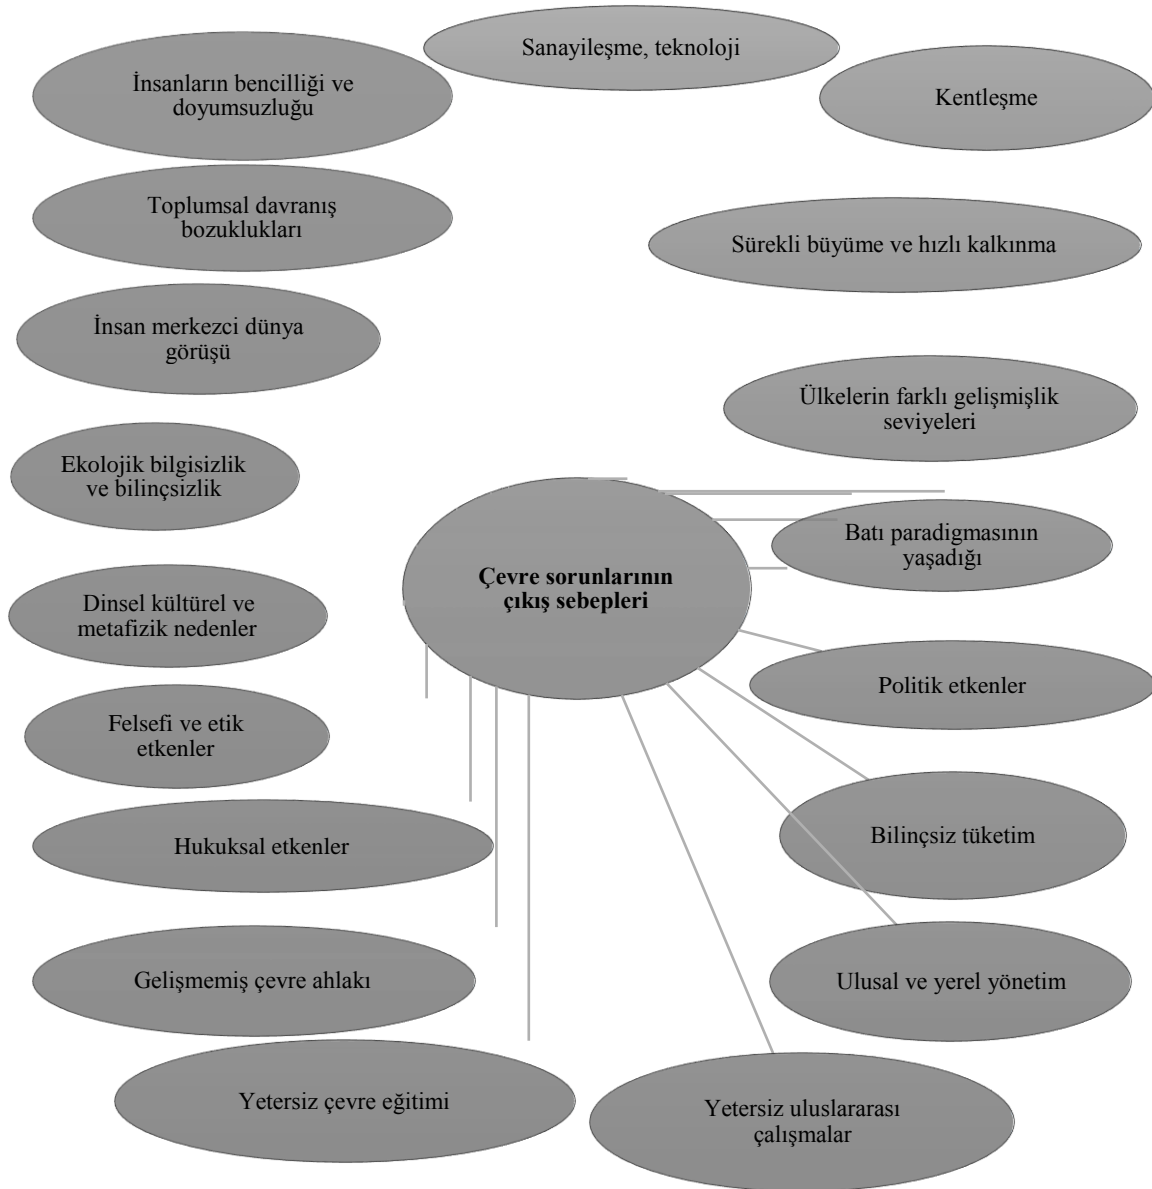 Sanayileşme, teknoloji
Kentleşme
Sürekli büyüme ve hızlı kalkınma
Ülkelerin farklı gelişmişlik
seviyeleri
Batı paradigmasının
yaşadığı
Politik etkenler
Bilinçsiz tüketim
Ulusal ve yerel yönetim
Yetersiz uluslararası
çalışmalar
Yetersiz çevre eğitimi
Gelişmemiş çevre ahlakı
Hukuksal etkenler
Felsefi ve etik
etkenler
Dinsel kültürel ve
metafizik nedenler
Ekolojik bilgisizlik
ve bilinçsizlik
İnsan merkezci dünya
görüşü
Toplumsal davranış
bozuklukları
İnsanların bencilliği ve
doyumsuzluğu
Çevre sorunlarının
çıkış sebepleri